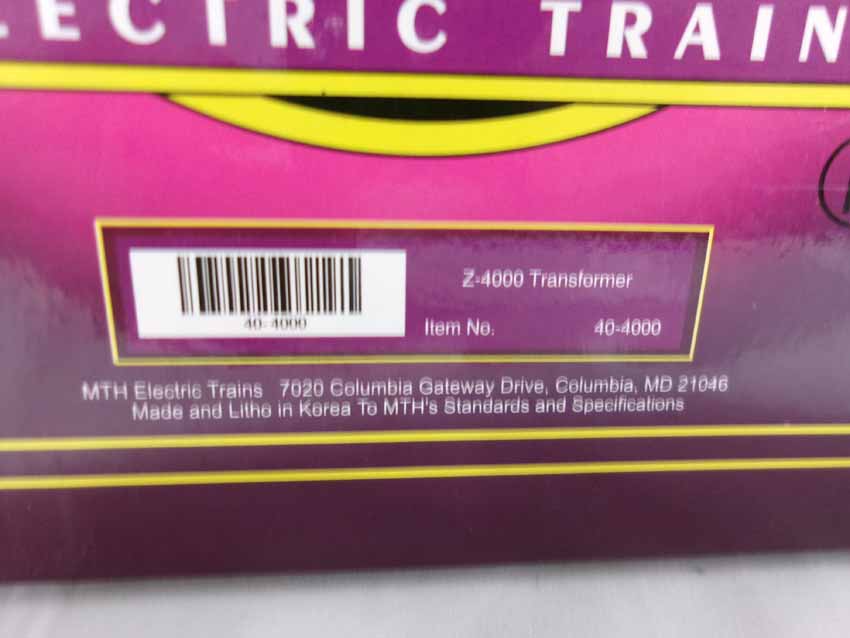 ECTRIC TRAIN
Z-4000 Transformer
40-4000
Item No. 40-4000
MTH Electric Trains 7020 Columbia Gateway Drive, Columbia, MD 21046
Made and Litho in Korea To MTH's Standards and Specifications